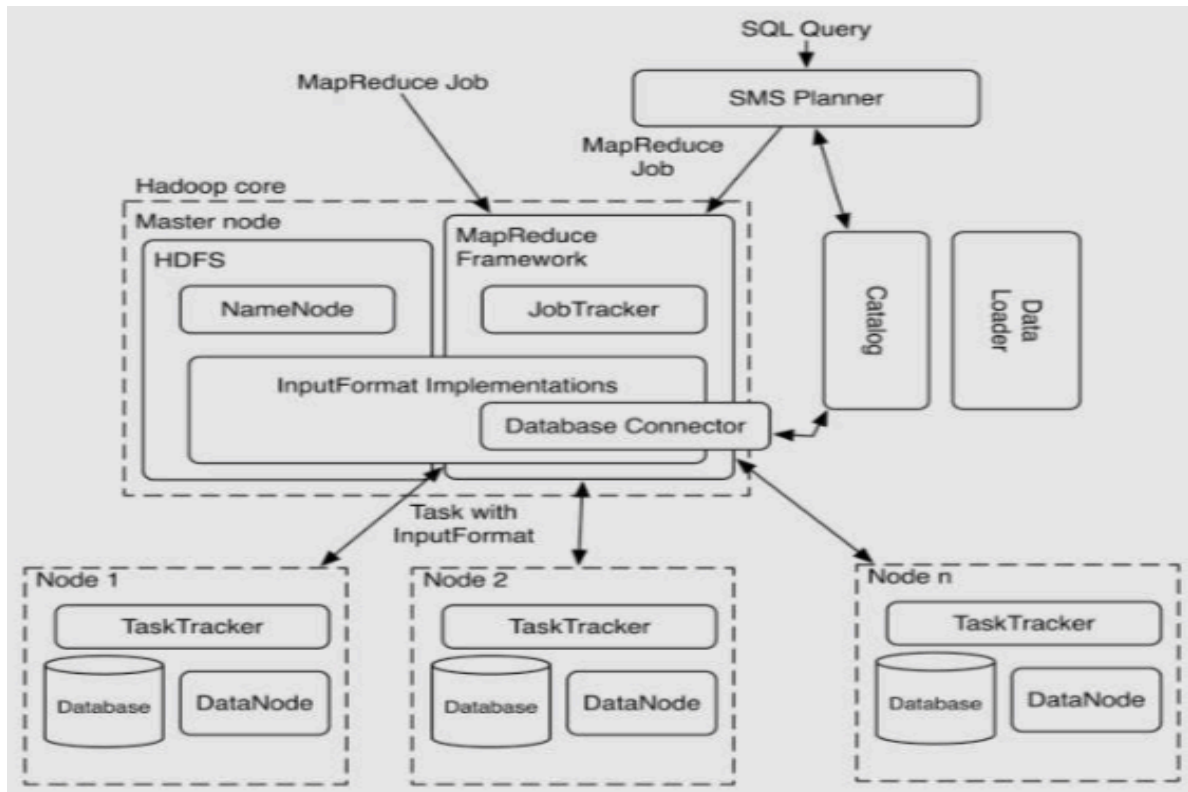 SQL Query
SMS Planner
MapReduce Job
MapReduce
Job
Hadoop core
Master node
HDFS
NameNode
MapReduce
Framework
JobTracker
InputFormat Implementations
Database Connector
Catalog
Data
Loader
Task with
InputFormat
Node 1
TaskTracker
Database
DataNode
Node 2
TaskTracker
Database
DataNode
Node n
TaskTracker
Database
DataNode